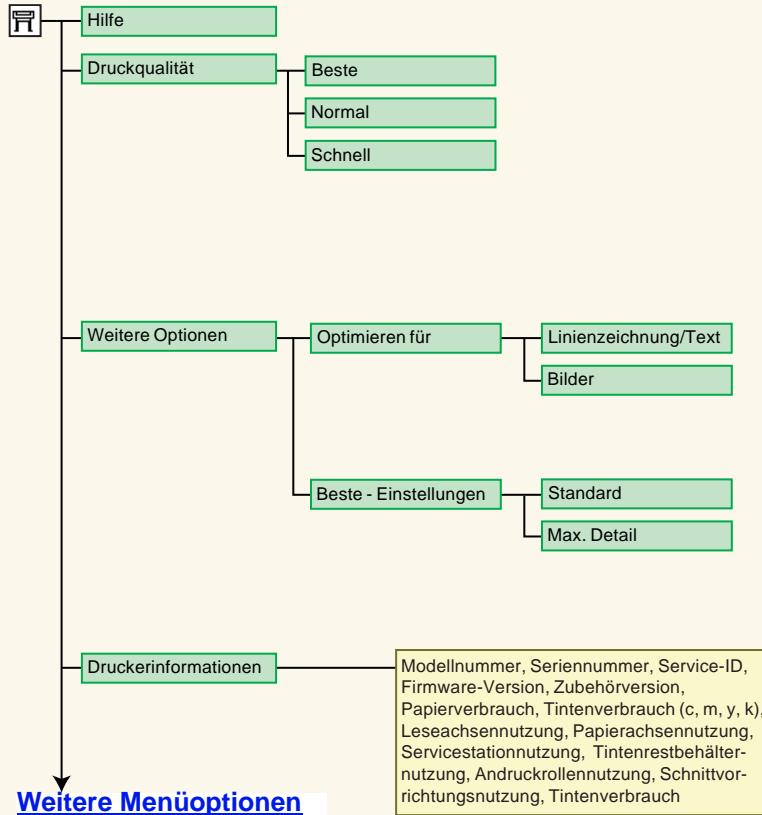 Hilfe
Druckqualität
Beste
Normal
Schnell
Weitere Optionen
Optimieren für
Linienzeichnung/Text
Bilder
Beste - Einstellungen
Standard
Max. Detail
Druckerinformationen
Modellnummer, Seriennummer, Service-ID,
Firmware-Version, Zubehörversion,
Papierverbrauch, Tintenverbrauch (c, m, y, k),
Leseachsennutzung, Papierachsennutzung,
Servicestationnutzung, Tintenrestbehälter-
nutzung, Andruckrollennutzung, Schnittvor-
richtungsnutzung, Tintenverbrauch
Weitere Menüoptionen